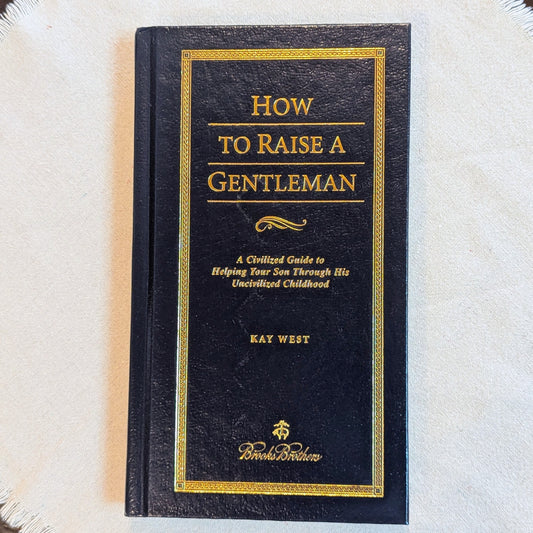 HOW
TO RAISE A
GENTLEMAN
A Civilized Guide to
Helping Your Son Through His
Uncivilized Childhood
KAY WEST
Brooks Brothers